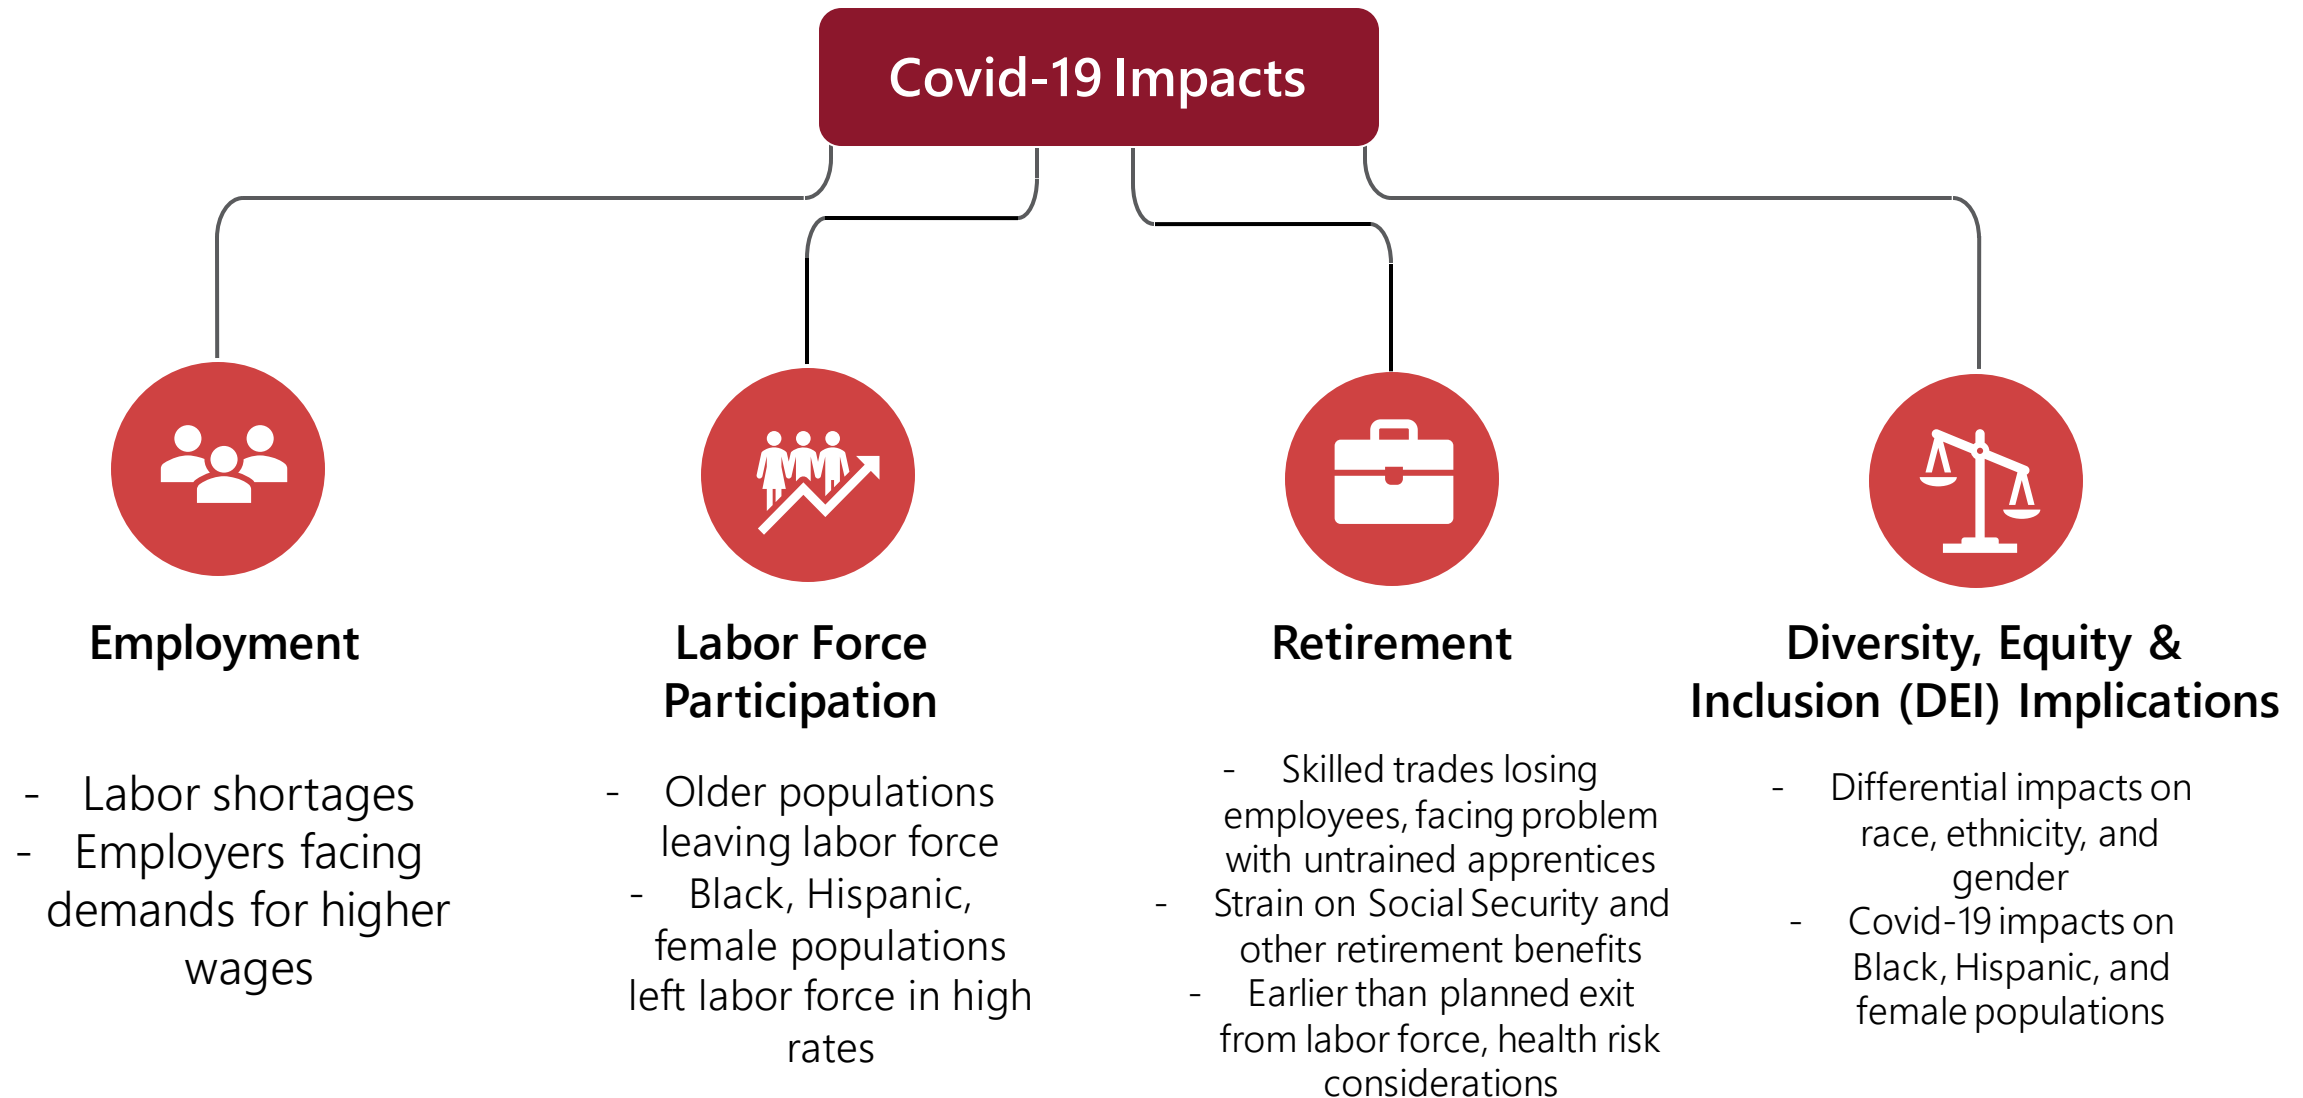 Covid-19 Impacts
Employment
- Labor shortages
- Employers facing
demands for higher
wages
Labor Force
Participation
- Older populations
leaving labor force
- Black, Hispanic,
female populations
left labor force in high
rates
Retirement
- Skilled trades losing
employees, facing problem
with untrained apprentices
- Strain on Social Security and
other retirement benefits
- Earlier than planned exit
from labor force, health risk
considerations
Diversity, Equity &
Inclusion (DEI) Implications
- Differential impacts on
race, ethnicity, and
gender
- Covid-19 impacts on
Black, Hispanic, and
female populations